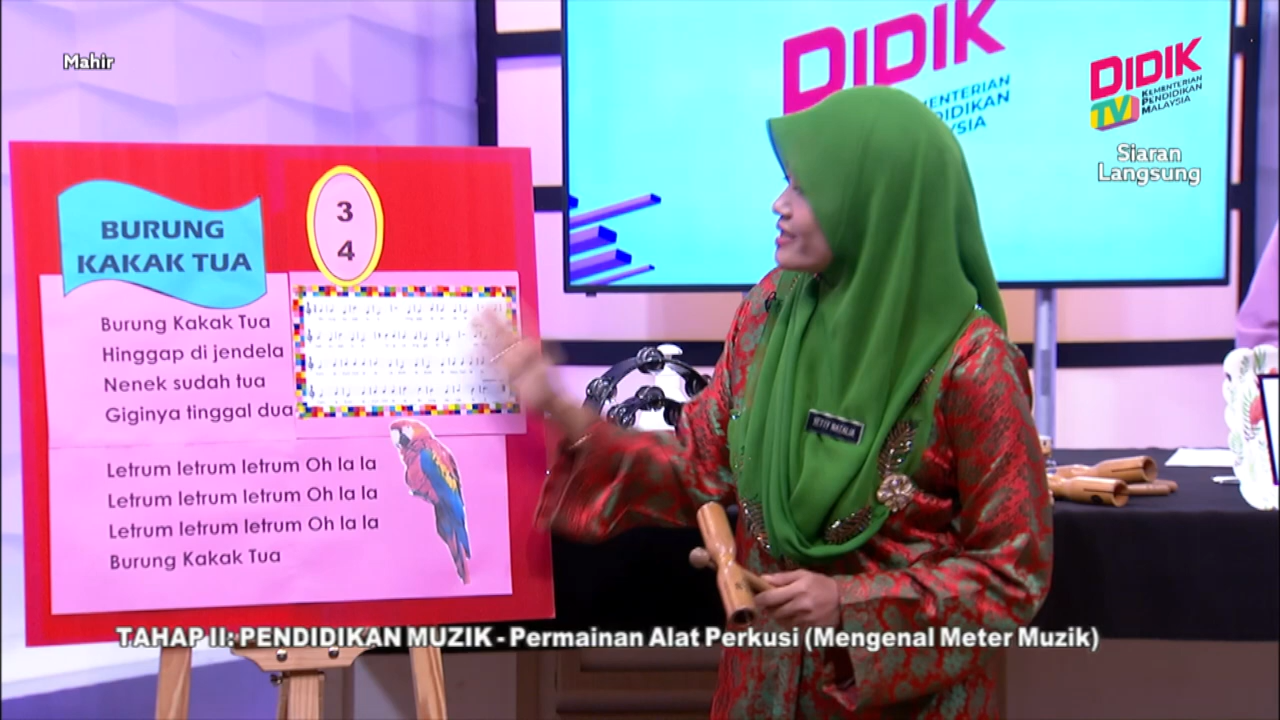 Mahir
DIDIK
KEMENTERIAN
PENDIDIKAN
MALAYSIA
DIDIK
TV
KEMENTERIAN
PENDIDIKAN
MALAYSIA
Siaran
Langsung
BURUNG
KAKAK TUA
3
4
Burung Kakak Tua
Hinggap di jendela
Nenek sudah tua
Giginya tinggal dua
Letrum letrum letrum Oh la la
Letrum letrum letrum Oh la la
Letrum letrum letrum Oh la la
Burung Kakak Tua
TAHAP II: PENDIDIKAN MUZIK - Permainan Alat Perkusi (Mengenal Meter Muzik)